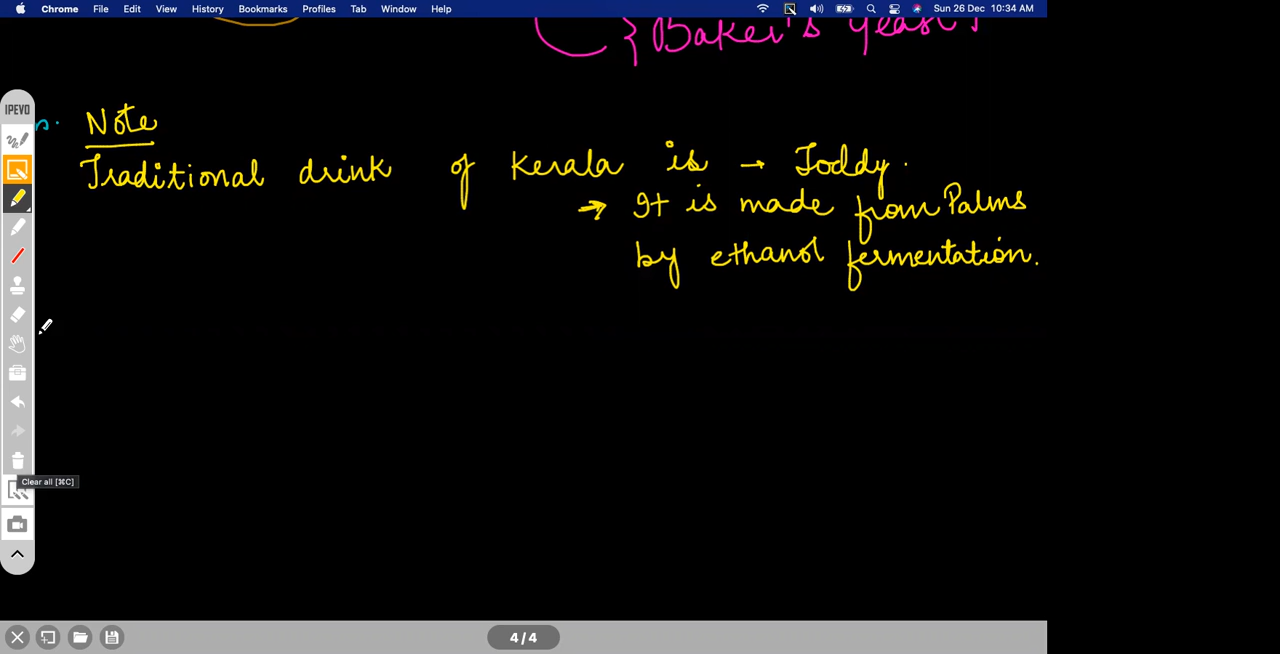 Chrome File Edit View History Bookmarks Profiles Tab Window Help Sun 26 Dec 10:34 AM
{ Baker's yeast }
IPEVO
Note
Traditional drink of Kerala is → Toddy.
→ It is made from Palms
by ethanol fermentation.
Clear all [⌘C]
4/4